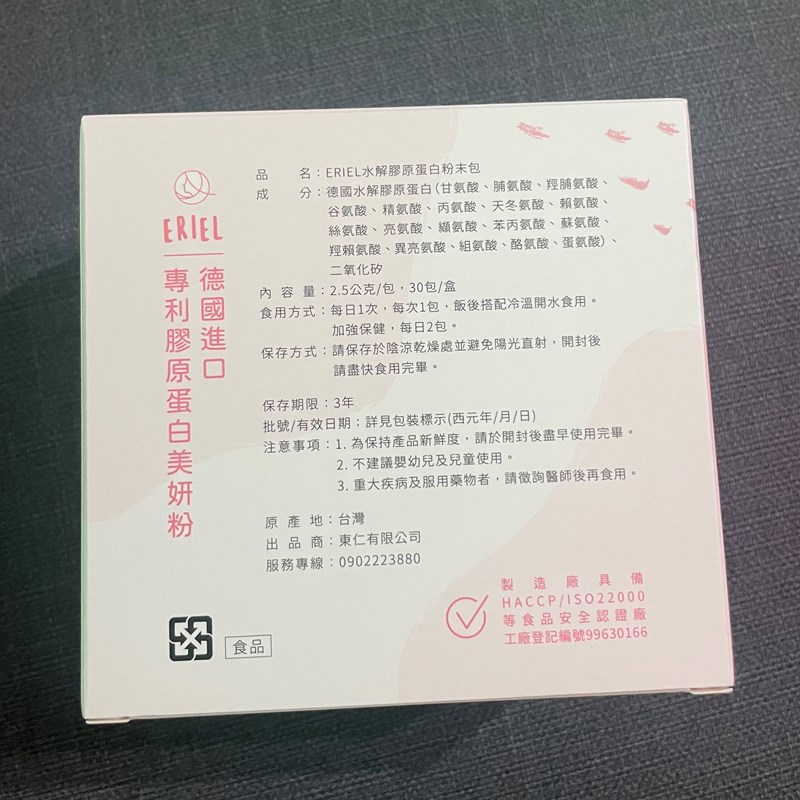 ERIEL
德國進口
專利膠原蛋白美妍粉
品　　名：ERIEL水解膠原蛋白粉末包
成　　分：德國水解膠原蛋白(甘氨酸、脯氨酸、羥脯氨酸、
谷氨酸、精氨酸、丙氨酸、天冬氨酸、賴氨酸、
絲氨酸、亮氨酸、纈氨酸、苯丙氨酸、蘇氨酸、
羥賴氨酸、異亮氨酸、組氨酸、酪氨酸、蛋氨酸)、
二氧化矽
內 容 量：2.5公克/包，30包/盒
食用方式：每日1次，每次1包，飯後搭配冷溫開水食用。
加強保健，每日2包。
保存方式：請保存於陰涼乾燥處並避免陽光直射，開封後
請盡快食用完畢。
保存期限：3年
批號/有效日期：詳見包裝標示(西元年/月/日)
注意事項：1. 為保持產品新鮮度，請於開封後盡早使用完畢。
2. 不建議嬰幼兒及兒童使用。
3. 重大疾病及服用藥物者，請徵詢醫師後再食用。
原 產 地：台灣
出 品 商：東仁有限公司
服務專線：0902223880
食品
製造廠具備
HACCP/ISO22000
等食品安全認證廠
工廠登記編號99630166